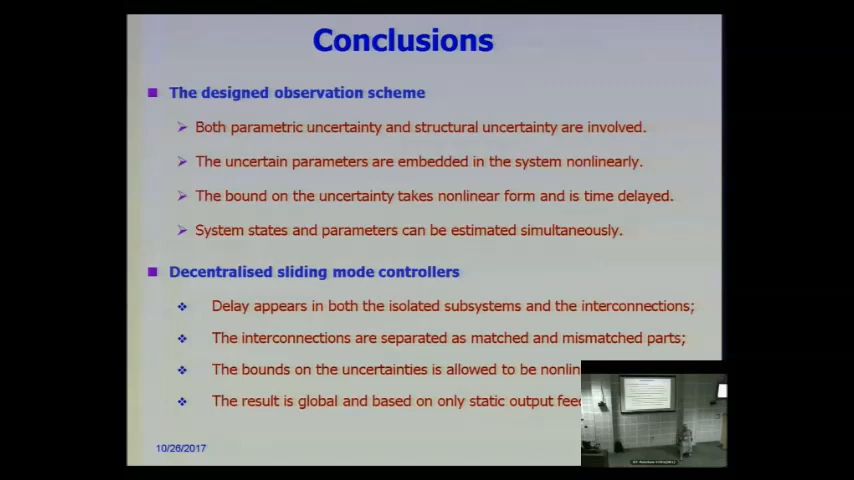 Conclusions
The designed observation scheme
Both parametric uncertainty and structural uncertainty are involved.
The uncertain parameters are embedded in the system nonlinearly.
The bound on the uncertainty takes nonlinear form and is time delayed.
System states and parameters can be estimated simultaneously.
Decentralised sliding mode controllers
Delay appears in both the isolated subsystems and the interconnections;
The interconnections are separated as matched and mismatched parts;
The bounds on the uncertainties is allowed to be
The result is global and based on only static output
10/26/2017